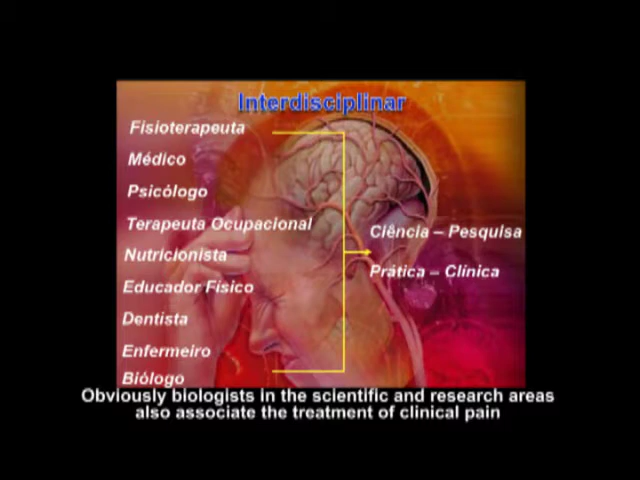 Interdisciplinar
Fisioterapeuta
Médico
Psicólogo
Terapeuta Ocupacional
Nutricionista
Educador Físico
Dentista
Enfermeiro
Biólogo
Ciência – Pesquisa
Prática – Clínica
Obviously biologists in the scientific and research areas
also associate the treatment of clinical pain